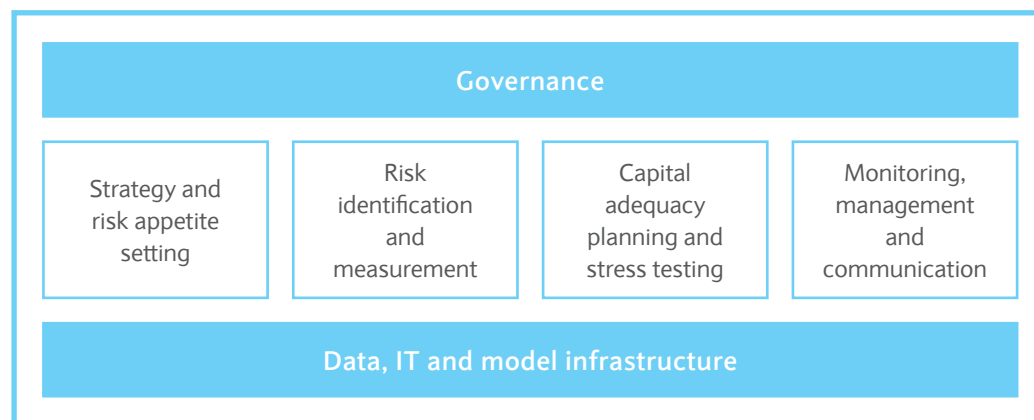 Governance
Strategy and
risk appetite
setting
Risk
identification
and
measurement
Capital
adequacy
planning and
stress testing
Monitoring,
management
and
communication
Data, IT and model infrastructure